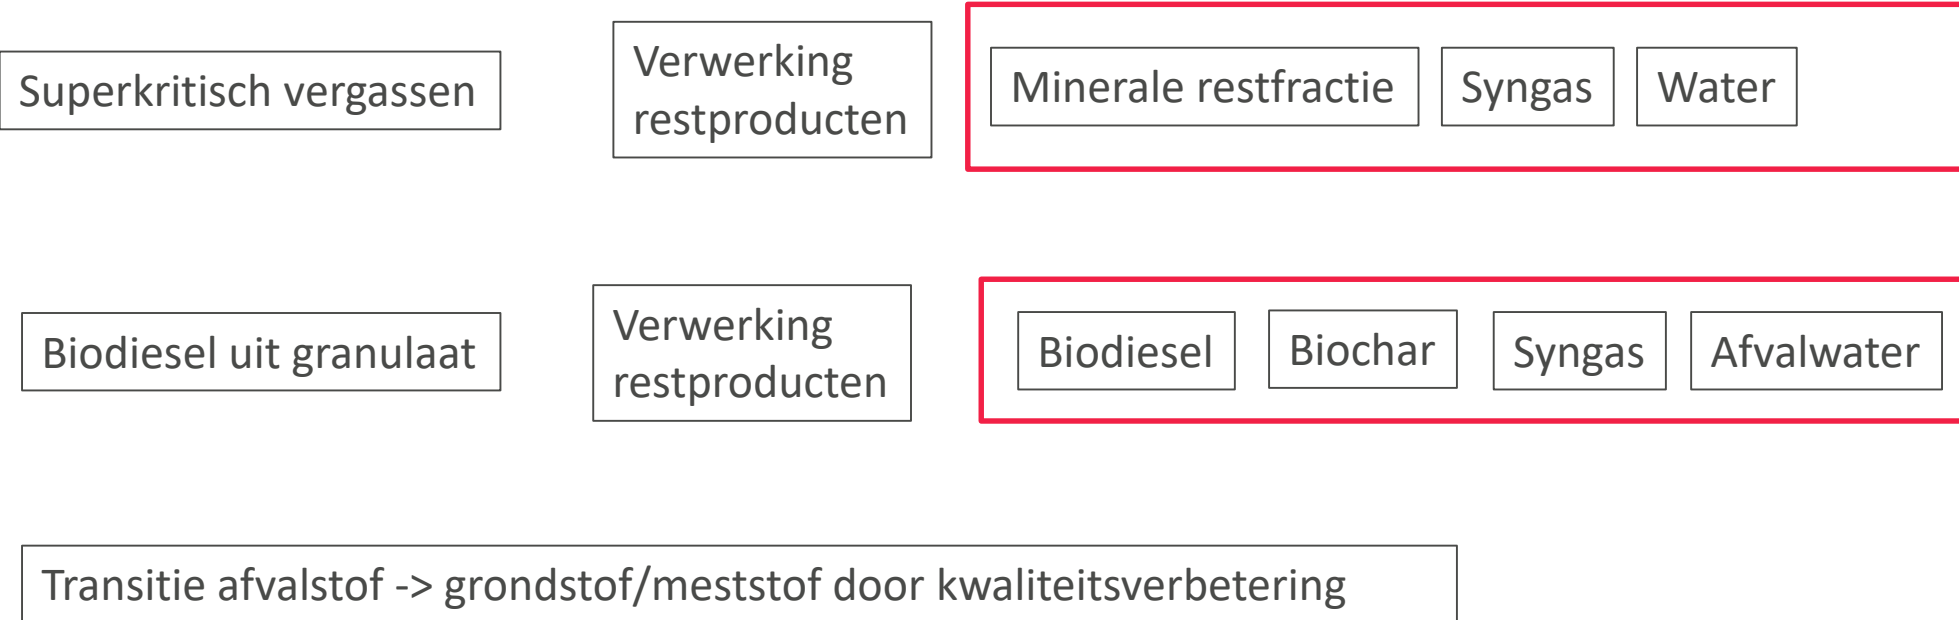 Superkritisch vergassen
Verwerking
restproducten
Minerale restfractie
Syngas
Water
Biodiesel uit granulaat
Verwerking
restproducten
Biodiesel
Biochar
Syngas
Afvalwater
Transitie afvalstof -> grondstof/meststof door kwaliteitsverbetering